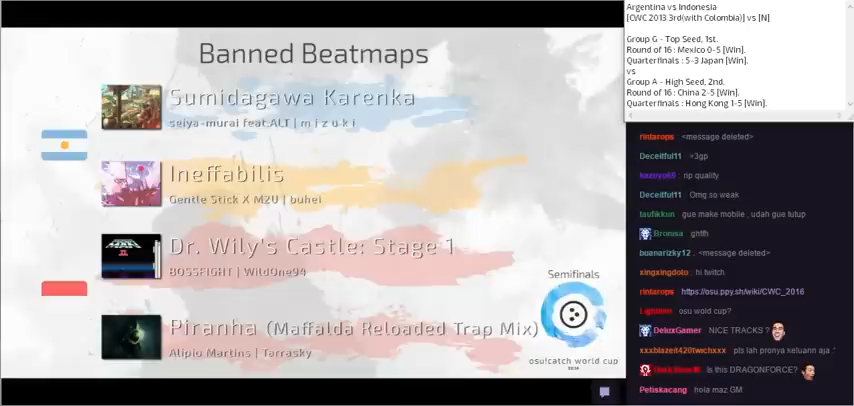 Banned Beatmaps
Sumidagawa Karenka
seiya-murai feat.ALT | m i z u k i
Ineffabilis
Gentle Stick X M2U | buhei
Dr. Wily's Castle: Stage 1
BOSSFIGHT | WildOne94
Piranha (Maffalda Reloaded Trap Mix)
Alipio Martins | Tarrasky
Semifinals
osu!catch world cup
Argentina vs Indonesia
[CWC 2013 3rd(with Colombia)] vs [N]
Group G - Top Seed, 1st.
Round of 16 : Mexico 0-5 [Win].
Quarterfinals : 5-3 Japan [Win].
vs
Group A - High Seed, 2nd.
Round of 16 : China 2-5 [Win].
Quarterfinals : Hong Kong 1-5 [Win].
rintarops : <message deleted>
Deceitful11 : >3gp
kazoyo65 : rip quality
Deceitful11 : Omg so weak
taufikkun : gue make mobile , udah gue tutup
Bronusa : ghtfh
buanarizky12 : <message deleted>
xingxingdolo : hi twitch
rintarops : https://osu.ppy.sh/wiki/CWC_2016
osu wold cup?
DeluxGamer : NICE TRACKS ?
xxxblazeit420twichxxx : pls lah pronya keluann aja :"
Is this DRAGONFORCE?
Petiskacang : hola maz GM